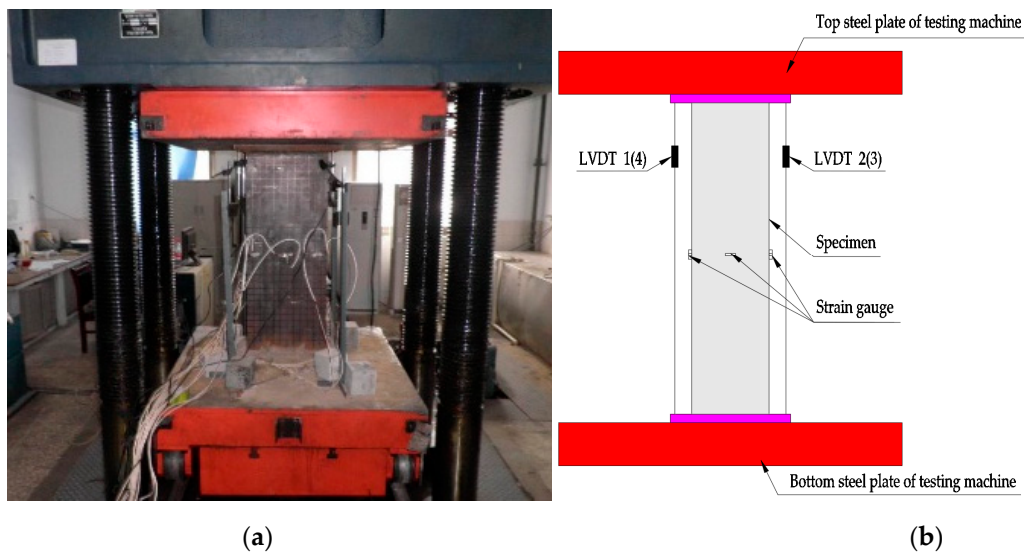 Top steel plate of testing machine
LVDT 1(4)
LVDT 2(3)
Specimen
Strain gauge
Bottom steel plate of testing machine
(a)
(b)